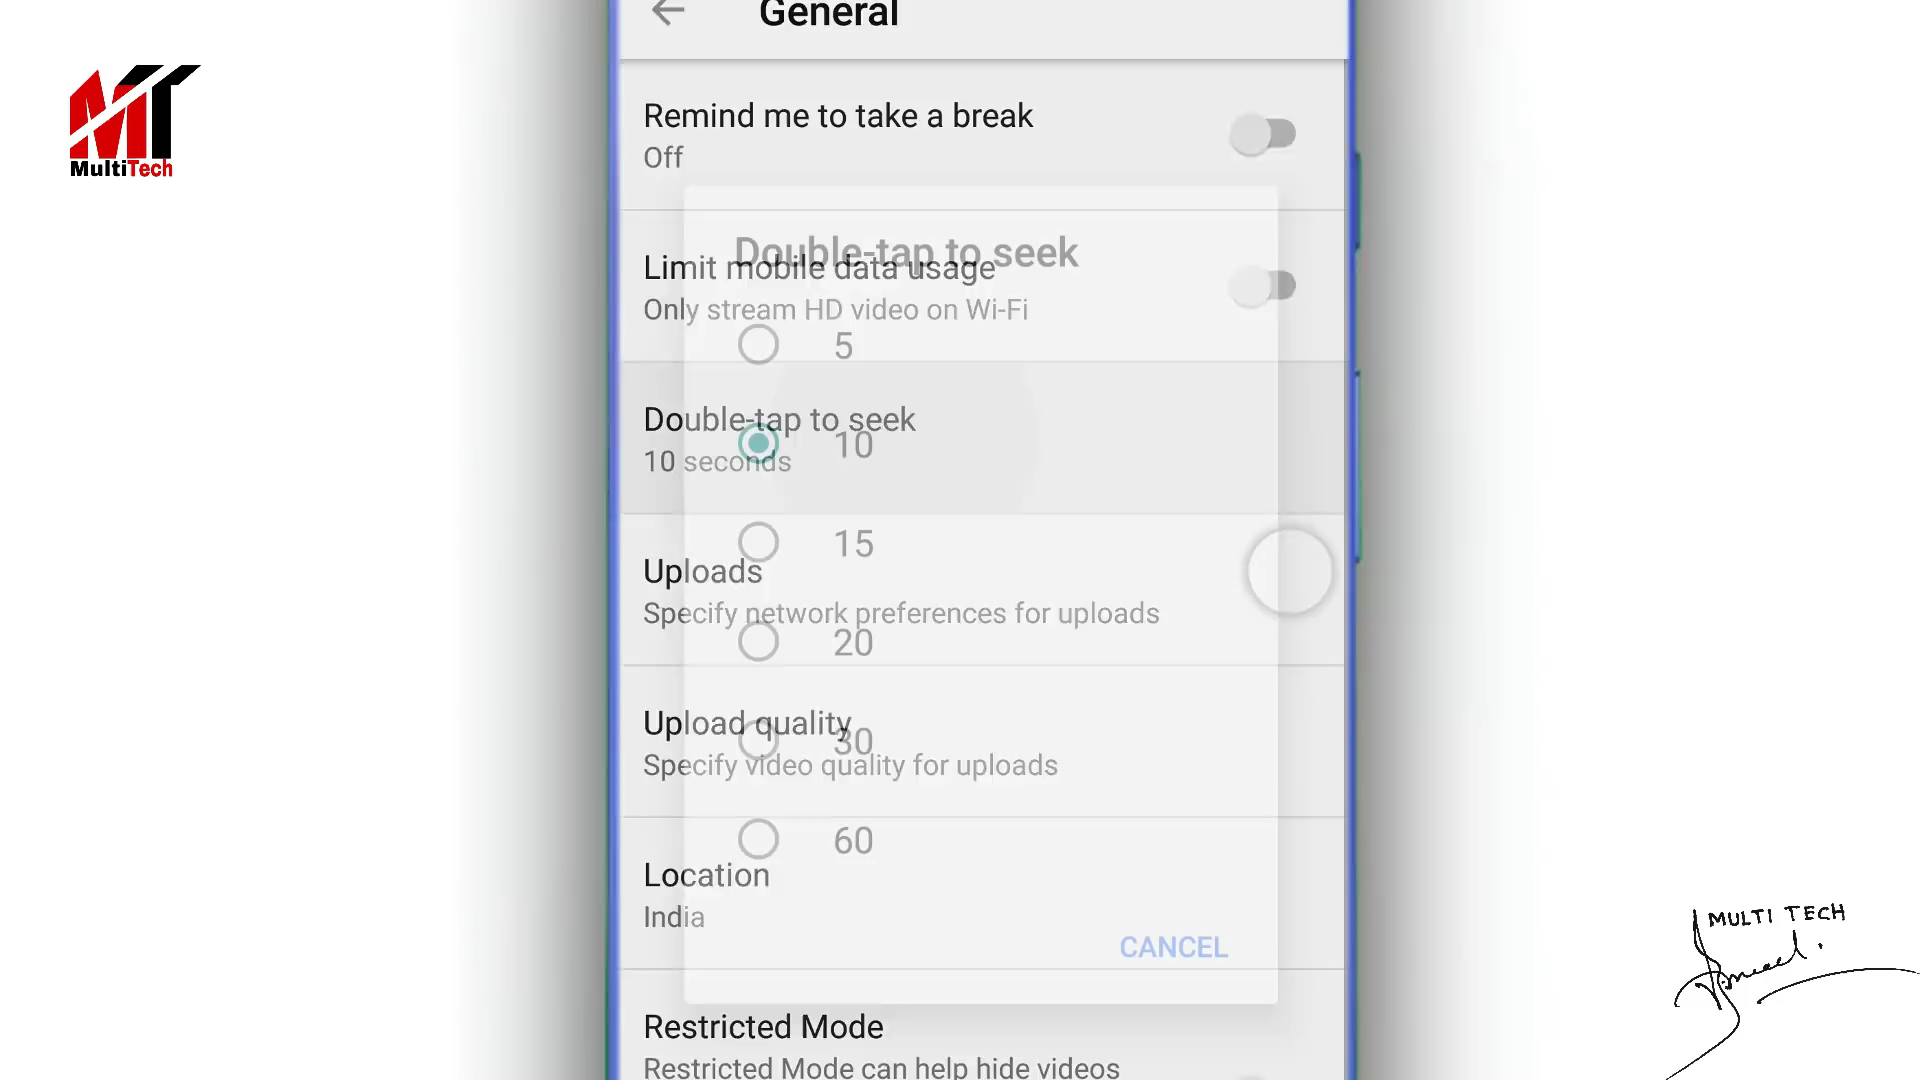 General
MultiTech
Remind me to take a break
Off
Double-tap to seek
Limit mobile data usage
Only stream HD video on Wi-Fi
5
Double-tap to seek
10 seconds
10
15
Uploads
Specify network preferences for uploads
20
Upload quality
30
Specify video quality for uploads
60
Location
India
CANCEL
MULTI TECH
Restricted Mode
Restricted Mode can help hide videos